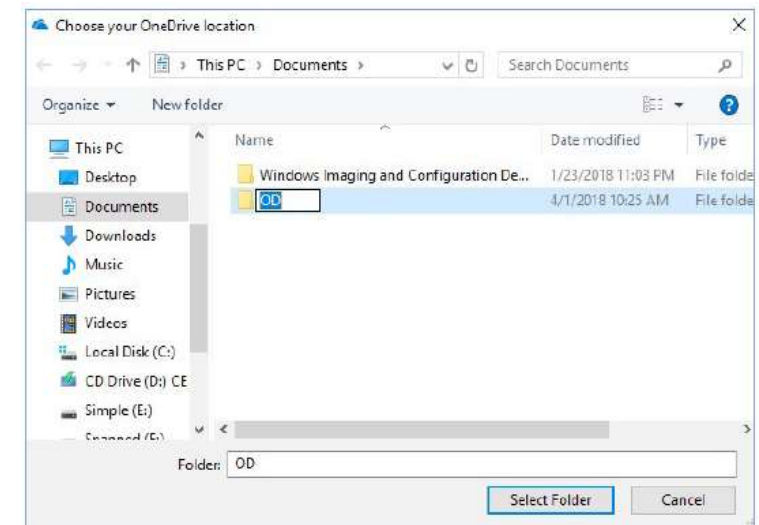 Choose your OneDrive location
This PC > Documents >
Search Documents
Organize
New folder
Name
Date modified
Type
This PC
Desktop
Documents
Downloads
Music
Pictures
Videos
Local Disk (C:)
CD Drive (D:) CE
Simple (E:)
Spanned (F:)
Windows Imaging and Configuration De...
1/23/2018 11:03 PM
File folde
OD
4/1/2018 10:25 AM
File folde
Folder:
OD
Select Folder
Cancel